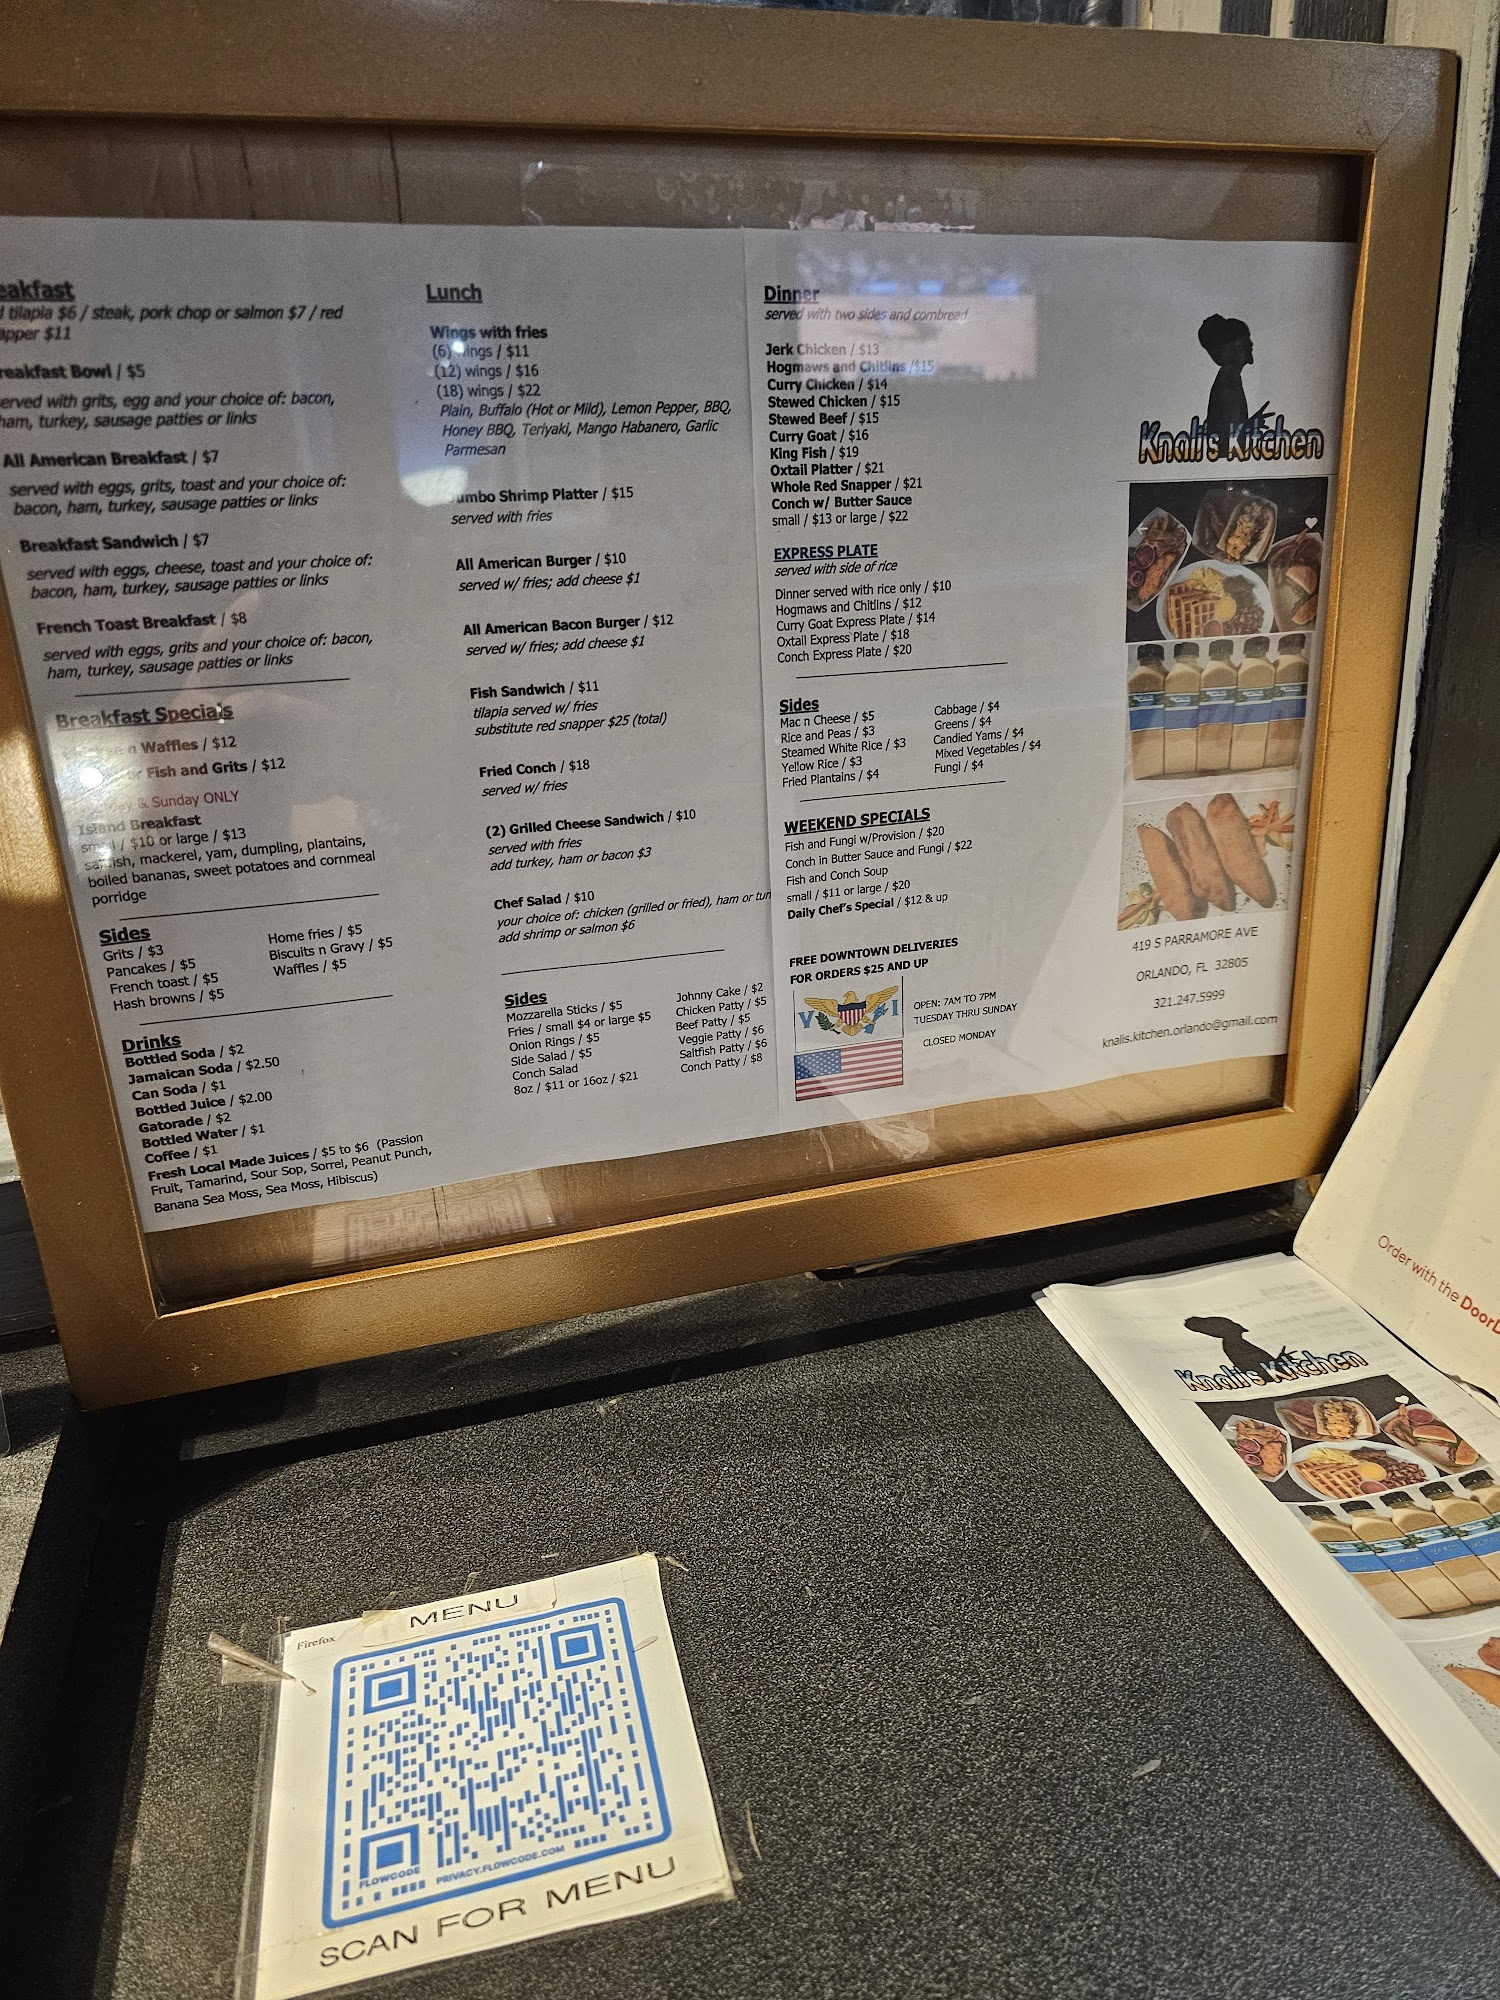 eakfast
tilapia $6 / steak, pork chop or salmon $7 / red
apper $11
reakfast Bowl / $5
erved with grits, egg and your choice of: bacon,
ham, turkey, sausage patties or links
All American Breakfast / $7
served with eggs, grits, toast and your choice of:
bacon, ham, turkey, sausage patties or links
Breakfast Sandwich / $7
served with eggs, cheese, toast and your choice of:
bacon, ham, turkey, sausage patties or links
French Toast Breakfast / $8
served with eggs, grits and your choice of: bacon,
ham, turkey, sausage patties or links
Breakfast Specials
n Waffles / $12
Fish and Grits / $12
& Sunday ONLY
Island Breakfast
small / $10 or large / $13
saltfish, mackerel, yam, dumpling, plantains,
boiled bananas, sweet potatoes and cornmeal
porridge
Sides
Grits / $3
Pancakes / $5
French toast / $5
Hash browns / $5
Home fries / $5
Biscuits n Gravy / $5
Waffles / $5
Drinks
Bottled Soda / $2
Jamaican Soda / $2.50
Can Soda / $1
Bottled Juice / $2.00
Gatorade / $2
Bottled Water / $1
Coffee / $1
Fresh Local Made Juices / $5 to $6 (Passion
Fruit, Tamarind, Sour Sop, Sorrel, Peanut Punch,
Banana Sea Moss, Sea Moss, Hibiscus)
Lunch
Wings with fries
(6) wings / $11
(12) wings / $16
(18) wings / $22
Plain, Buffalo (Hot or Mild), Lemon Pepper, BBQ,
Honey BBQ, Teriyaki, Mango Habanero, Garlic
Parmesan
Jumbo Shrimp Platter / $15
served with fries
All American Burger / $10
served w/ fries; add cheese $1
All American Bacon Burger / $12
served w/ fries; add cheese $1
Fish Sandwich / $11
tilapia served w/ fries
substitute red snapper $25 (total)
Fried Conch / $18
served w/ fries
(2) Grilled Cheese Sandwich / $10
served with fries
add turkey, ham or bacon $3
Chef Salad / $10
your choice of: chicken (grilled or fried), ham or tur
add shrimp or salmon $6
Sides
Mozzarella Sticks / $5
Fries / small $4 or large $5
Onion Rings / $5
Side Salad / $5
Conch Salad
8oz / $11 or 16oz / $21
Johnny Cake / $2
Chicken Patty / $5
Beef Patty / $5
Veggie Patty / $6
Saltfish Patty / $6
Conch Patty / $8
Dinner
served with two sides and cornbread
Jerk Chicken / $13
Hogmaws and Chitlins /$15
Curry Chicken / $14
Stewed Chicken / $15
Stewed Beef / $15
Curry Goat / $16
King Fish / $19
Oxtail Platter / $21
Whole Red Snapper / $21
Conch w/ Butter Sauce
small / $13 or large / $22
EXPRESS PLATE
served with side of rice
Dinner served with rice only / $10
Hogmaws and Chitlins / $12
Curry Goat Express Plate / $14
Oxtail Express Plate / $18
Conch Express Plate / $20
Sides
Mac n Cheese / $5
Rice and Peas / $3
Steamed White Rice / $3
Yellow Rice / $3
Fried Plantains / $4
Cabbage / $4
Greens / $4
Candied Yams / $4
Mixed Vegetables / $4
Fungi / $4
WEEKEND SPECIALS
Fish and Fungi w/Provision / $20
Conch in Butter Sauce and Fungi / $22
Fish and Conch Soup
small / $11 or large / $20
Daily Chef's Special / $12 & up
FREE DOWNTOWN DELIVERIES
FOR ORDERS $25 AND UP
V I
OPEN: 7AM TO 7PM
TUESDAY THRU SUNDAY
CLOSED MONDAY
Knali's Kitchen
419 S PARRAMORE AVE
ORLANDO, FL 32805
321.247.5999
knalis.kitchen.orlando@gmail.com
Order with the DoorD
Knali's Kitchen
MENU
Firefox
FLOWCODE
PRIVACY.FLOWCODE.COM
SCAN FOR MENU